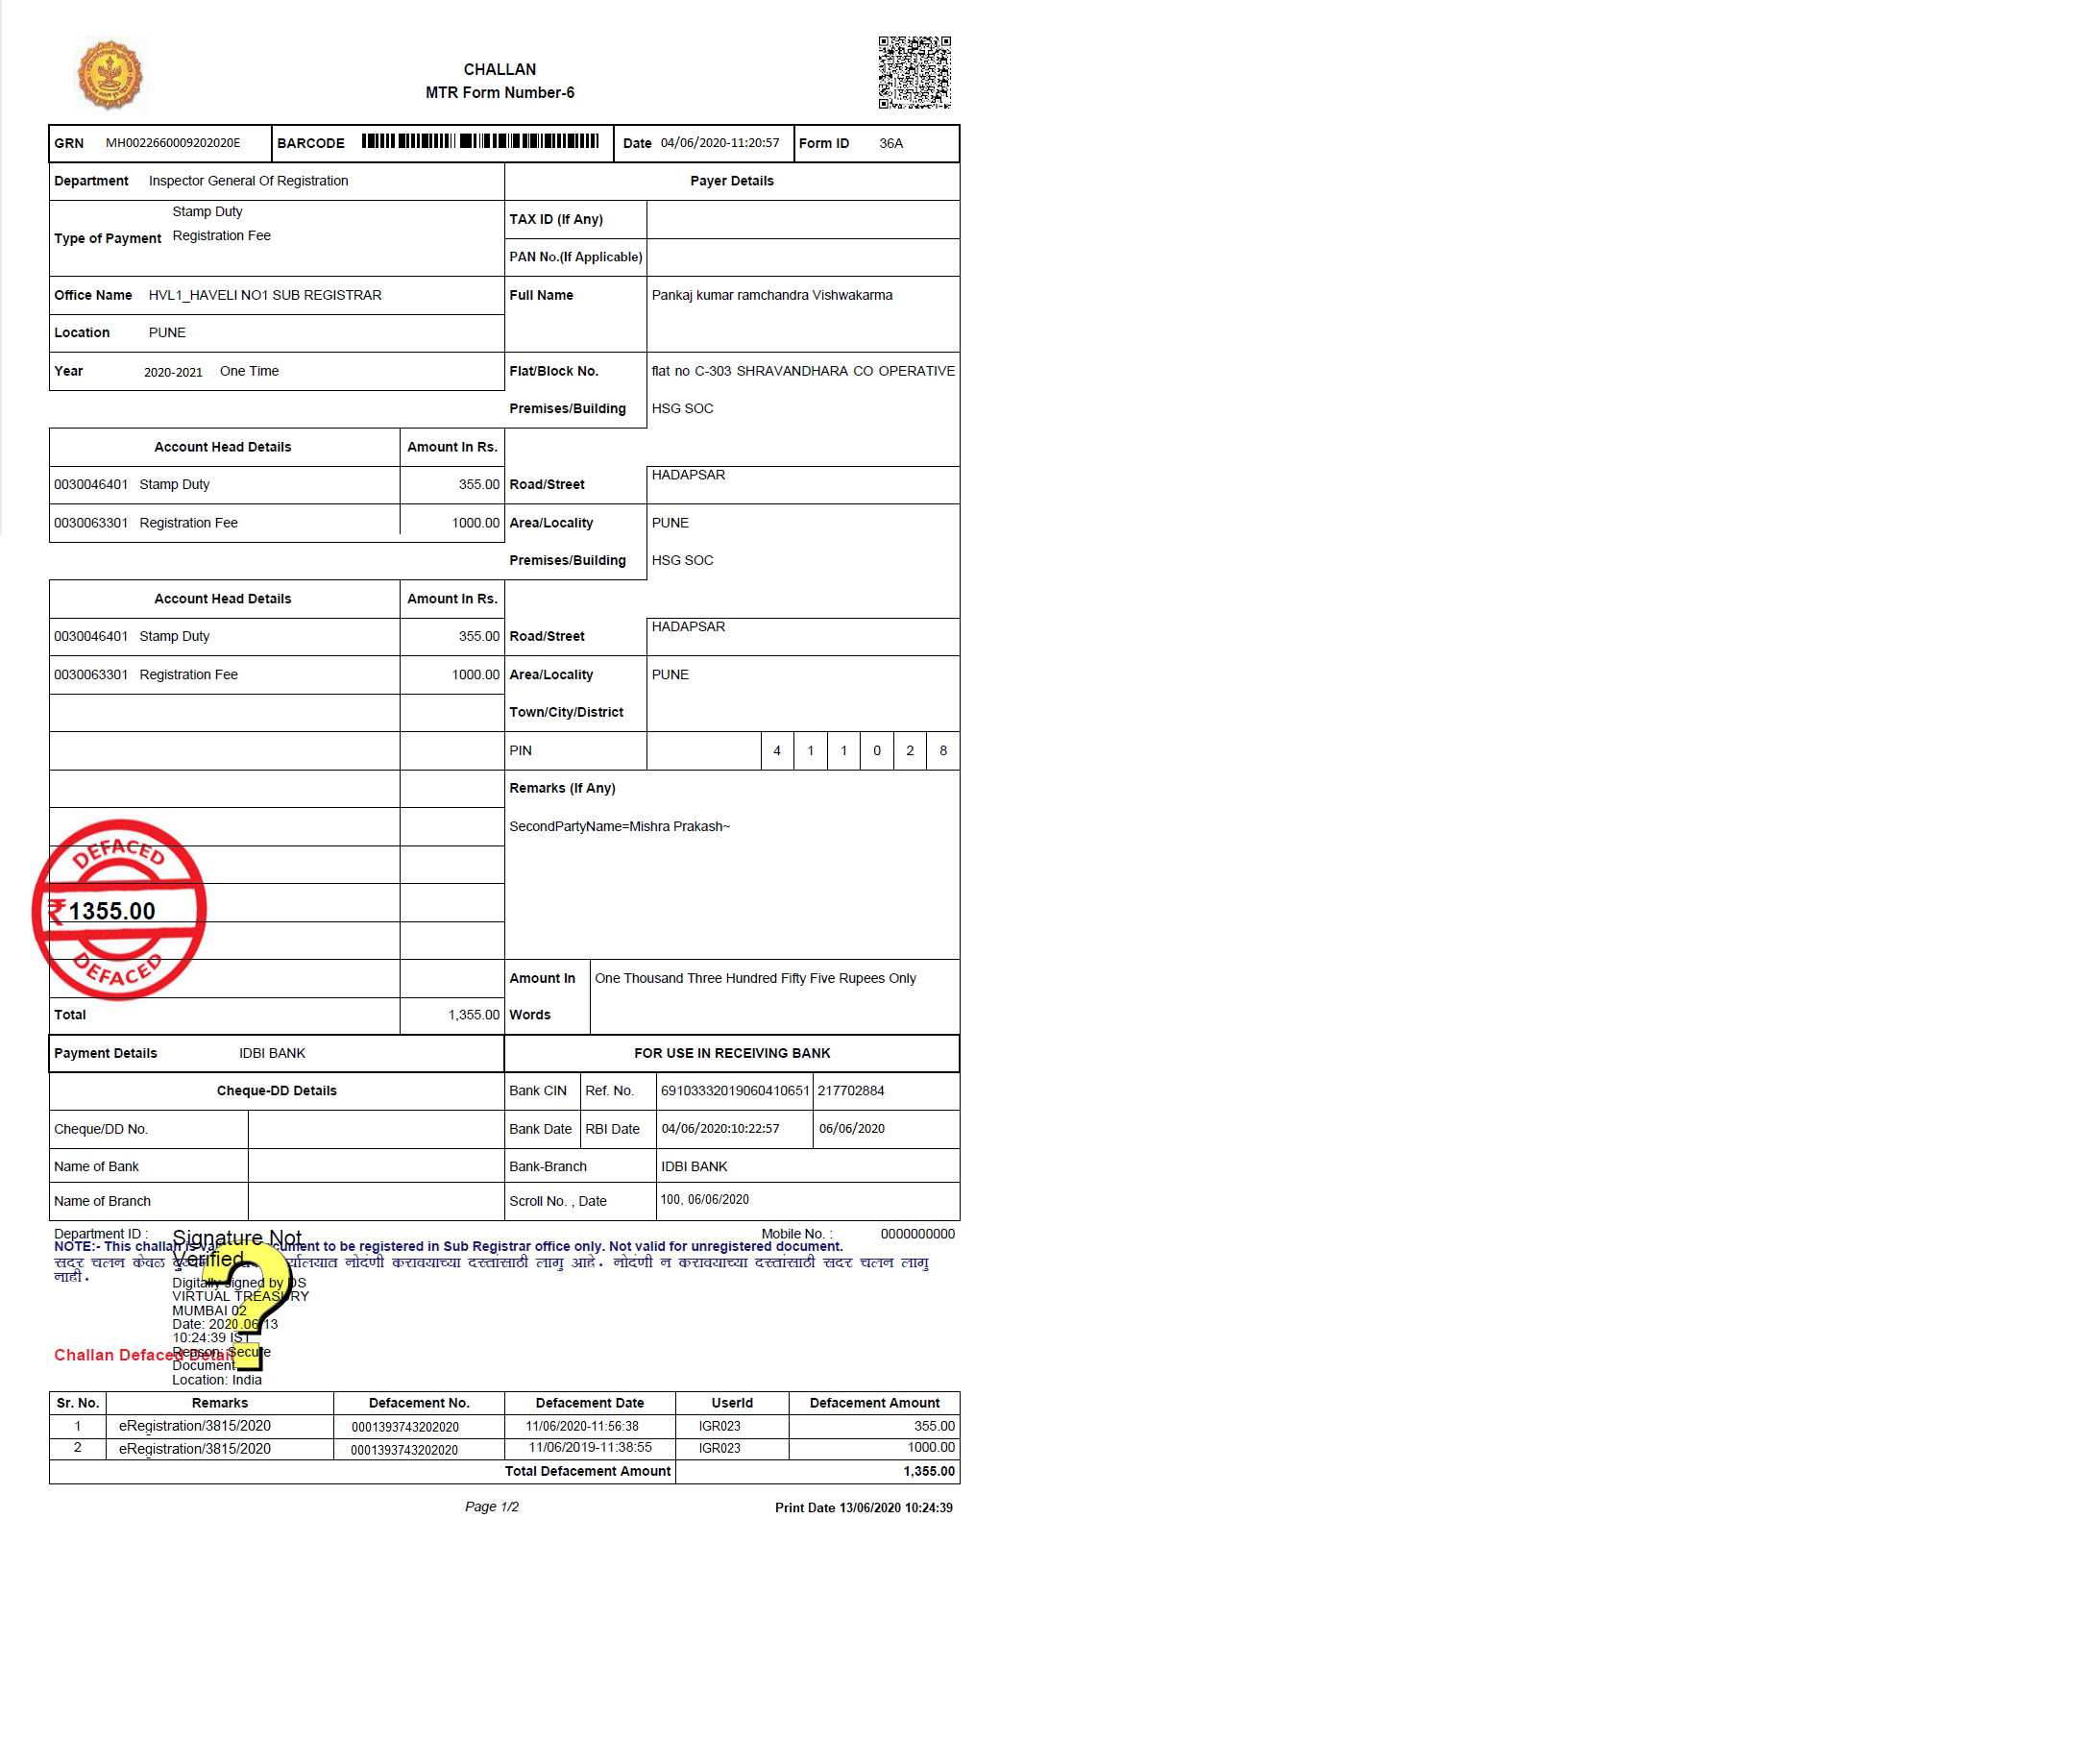 CHALLAN
MTR Form Number-6
GRN MH0022660009202020E BARCODE Date 04/06/2020-11:20:57 Form ID 36A
Department Inspector General Of Registration Payer Details
Stamp Duty
Type of Payment Registration Fee
TAX ID (If Any)
PAN No.(If Applicable)
Office Name HVL1_HAVELI NO1 SUB REGISTRAR Full Name Pankaj kumar ramchandra Vishwakarma
Location PUNE
Year 2020-2021 One Time Flat/Block No. flat no C-303 SHRAVANDHARA CO OPERATIVE
Premises/Building HSG SOC
Account Head Details Amount In Rs.
0030046401 Stamp Duty 355.00 Road/Street HADAPSAR
0030063301 Registration Fee 1000.00 Area/Locality PUNE
Premises/Building HSG SOC
Account Head Details Amount In Rs.
0030046401 Stamp Duty 355.00 Road/Street HADAPSAR
0030063301 Registration Fee 1000.00 Area/Locality PUNE
Town/City/District
PIN 4 1 1 0 2 8
Remarks (If Any)
SecondPartyName=Mishra Prakash~
DEFACED
₹1355.00
DEFACED
Amount In One Thousand Three Hundred Fifty Five Rupees Only
Total 1,355.00 Words
Payment Details IDBI BANK FOR USE IN RECEIVING BANK
Cheque-DD Details Bank CIN Ref. No. 69103332019060410651 217702884
Cheque/DD No. Bank Date RBI Date 04/06/2020:10:22:57 06/06/2020
Name of Bank Bank-Branch IDBI BANK
Name of Branch Scroll No. , Date 100, 06/06/2020
Department ID : Mobile No. : 0000000000
Signature Not
Verified
NOTE:- This challan is document to be registered in Sub Registrar office only. Not valid for unregistered document.
सदर चलन केवळ नोदंणी करावयाच्या दस्तांसाठी लागु आहे. नोदंणी न करावयाच्या दस्तांसाठी सदर चलन लागु
नाही.
Digitally signed by DS
VIRTUAL TREASURY
MUMBAI 02
Date: 2020.06.13
10:24:39 IST
Reason: Secure
Document
Location: India
Challan Defaced Details
Sr. No. Remarks Defacement No. Defacement Date UserId Defacement Amount
1 eRegistration/3815/2020 0001393743202020 11/06/2020-11:56:38 IGR023 355.00
2 eRegistration/3815/2020 0001393743202020 11/06/2019-11:38:55 IGR023 1000.00
Total Defacement Amount 1,355.00
Page 1/2 Print Date 13/06/2020 10:24:39